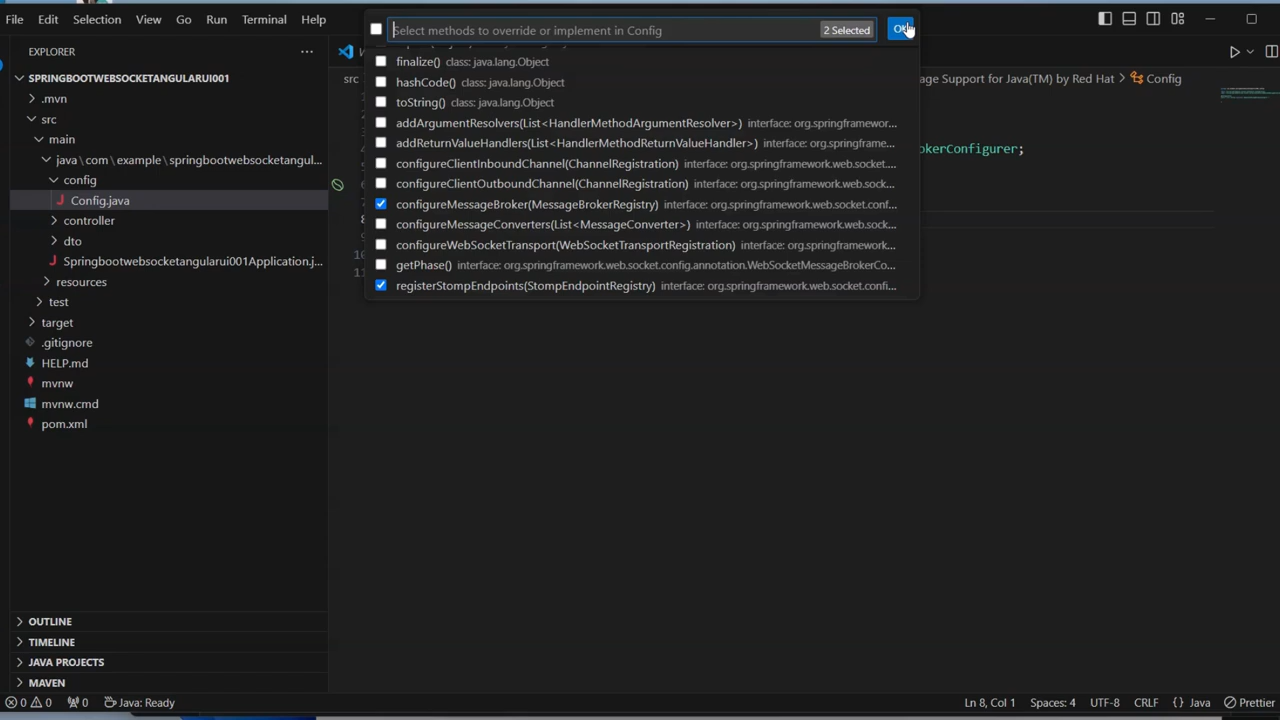 File Edit Selection View Go Run Terminal Help
Select methods to override or implement in Config
2 Selected
OK
EXPLORER
SPRINGBOOTWEBSOCKETANGULARUI001
.mvn
src
main
java/com/example/springbootwebsocketangul...
config
Config.java
controller
dto
Springbootwebsocketangularui001Application.j...
resources
test
target
.gitignore
HELP.md
mvnw
mvnw.cmd
pom.xml
OUTLINE
TIMELINE
JAVA PROJECTS
MAVEN
src
age Support for Java(TM) by Red Hat > Config
finalize() class: java.lang.Object
hashCode() class: java.lang.Object
toString() class: java.lang.Object
addArgumentResolvers(List<HandlerMethodArgumentResolver>) interface: org.springframewor...
addReturnValueHandlers(List<HandlerMethodReturnValueHandler>) interface: org.springframe...
configureClientInboundChannel(ChannelRegistration) interface: org.springframework.web.socket....
configureClientOutboundChannel(ChannelRegistration) interface: org.springframework.web.sock...
configureMessageBroker(MessageBrokerRegistry) interface: org.springframework.web.socket.conf...
configureMessageConverters(List<MessageConverter>) interface: org.springframework.web.sock...
configureWebSocketTransport(WebSocketTransportRegistration) interface: org.springframework...
getPhase() interface: org.springframework.web.socket.config.annotation.WebSocketMessageBrokerCo...
registerStompEndpoints(StompEndpointRegistry) interface: org.springframework.web.socket.confi...
okerConfigurer;
0 0 0 Java: Ready
Ln 8, Col 1 Spaces: 4 UTF-8 CRLF {} Java Prettier